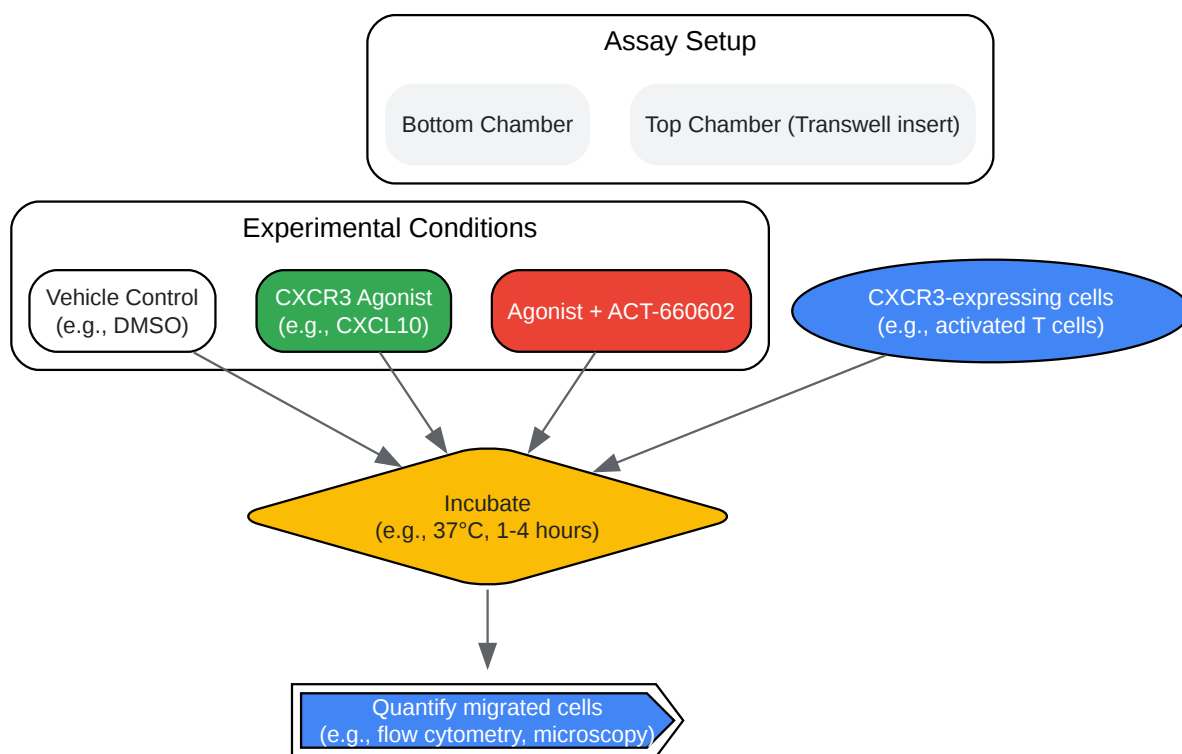 Assay Setup
Bottom Chamber
Top Chamber (Transwell insert)
Experimental Conditions
Vehicle Control
(e.g., DMSO)
CXCR3 Agonist
(e.g., CXCL10)
Agonist + ACT-660602
CXCR3-expressing cells
(e.g., activated T cells)
Incubate
(e.g., 37°C, 1-4 hours)
Quantify migrated cells
(e.g., flow cytometry, microscopy)